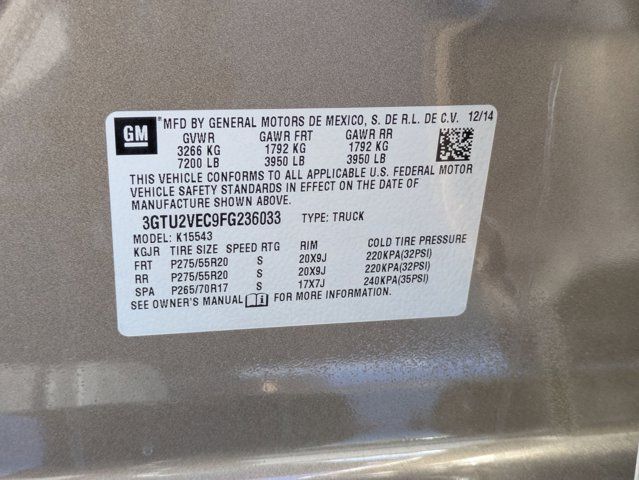 GM
MFD BY GENERAL MOTORS DE MEXICO, S. DE R.L. DE C.V. 12/14
GVWR GAWR FRT GAWR RR
3266 KG 1792 KG 1792 KG
7200 LB 3950 LB 3950 LB
THIS VEHICLE CONFORMS TO ALL APPLICABLE U.S. FEDERAL MOTOR
VEHICLE SAFETY STANDARDS IN EFFECT ON THE DATE OF
MANUFACTURE SHOWN ABOVE.
3GTU2VEC9FG236033 TYPE: TRUCK
MODEL: K15543
KGJR TIRE SIZE SPEED RTG RIM COLD TIRE PRESSURE
FRT P275/55R20 S 20X9J 220KPA(32PSI)
RR P275/55R20 S 20X9J 220KPA(32PSI)
SPA P265/70R17 S 17X7J 240KPA(35PSI)
SEE OWNER'S MANUAL FOR MORE INFORMATION.